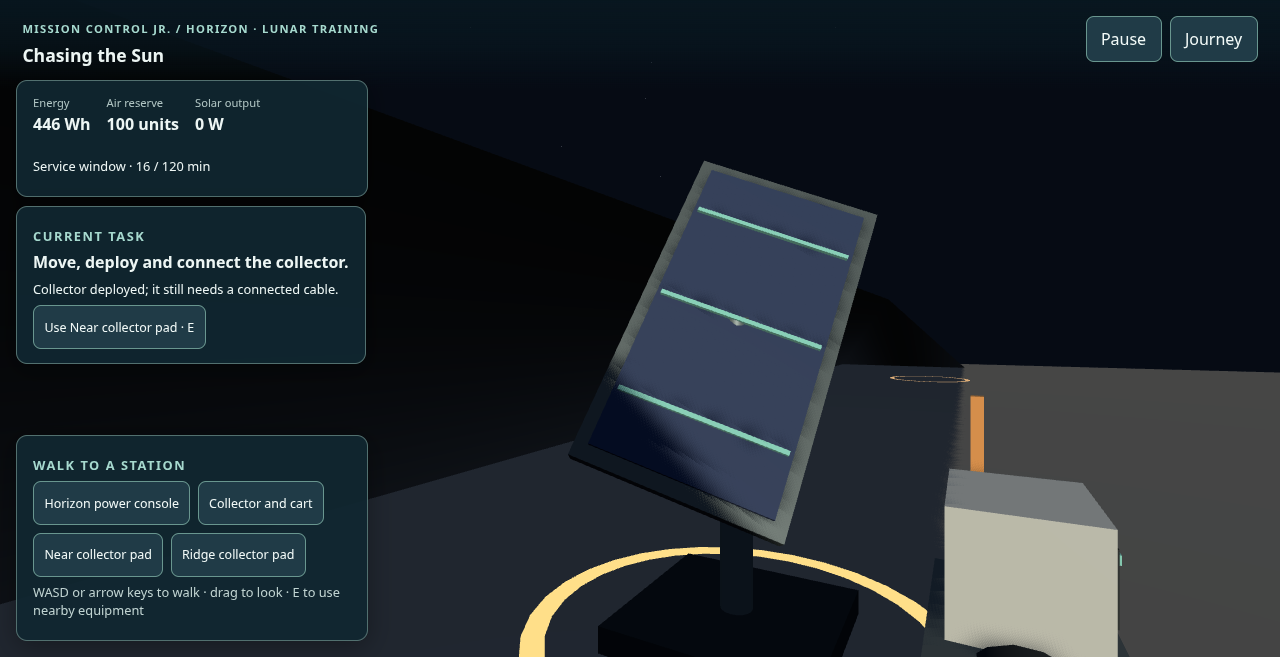 MISSION CONTROL JR. / HORIZON · LUNAR TRAINING
Chasing the Sun
Pause
Journey
Energy
Air reserve
Solar output
446 Wh
100 units
0 W
Service window · 16 / 120 min
CURRENT TASK
Move, deploy and connect the collector.
Collector deployed; it still needs a connected cable.
Use Near collector pad · E
WALK TO A STATION
Horizon power console
Collector and cart
Near collector pad
Ridge collector pad
WASD or arrow keys to walk · drag to look · E to use
nearby equipment